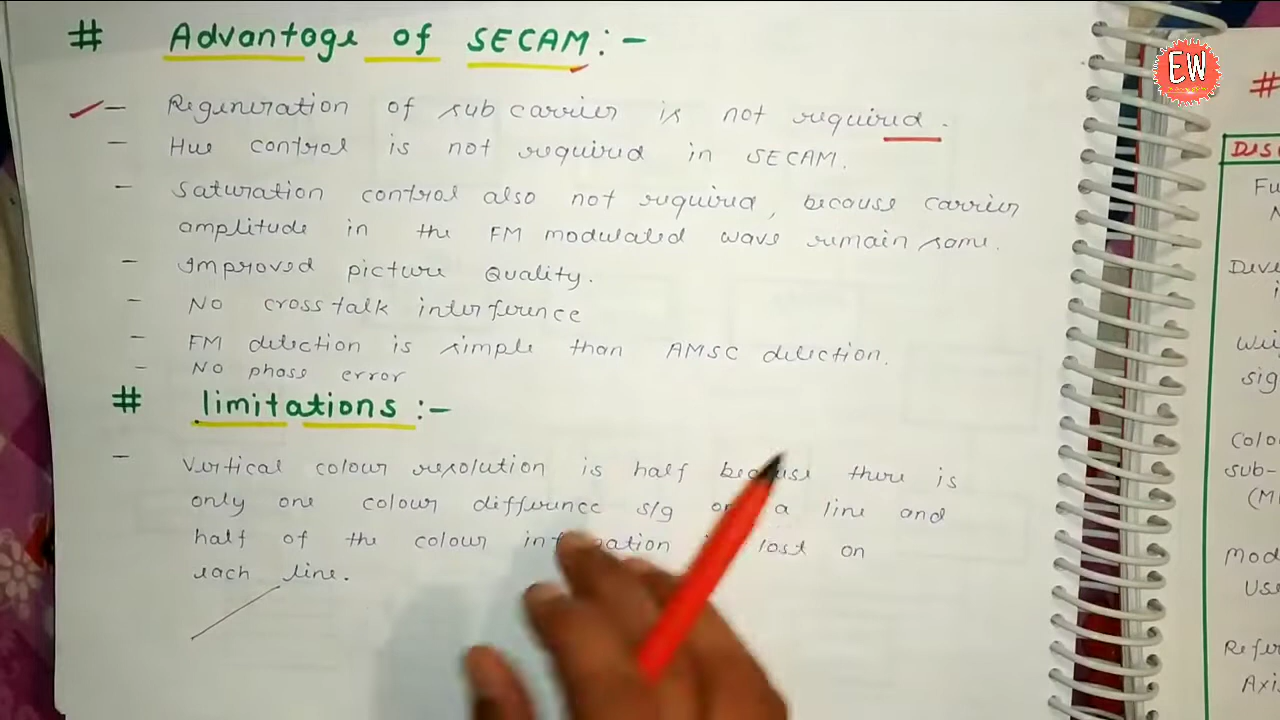 # Advantage of SECAM :-
- Regeneration of sub carrier is not required.
- Hue control is not required in SECAM.
- Saturation control also not required, because carrier
amplitude in the FM modulated wave remain same.
- Improved picture Quality.
- No cross talk interference
- FM detection is simple than AMSC detection.
- No phase error
# limitations :-
- Vertical colour resolution is half because there is
only one colour difference s/g on a line and
half of the colour information is lost on
each line.
EW
#
Colo
sub-
(M
Mod
Use
Refer
Axis